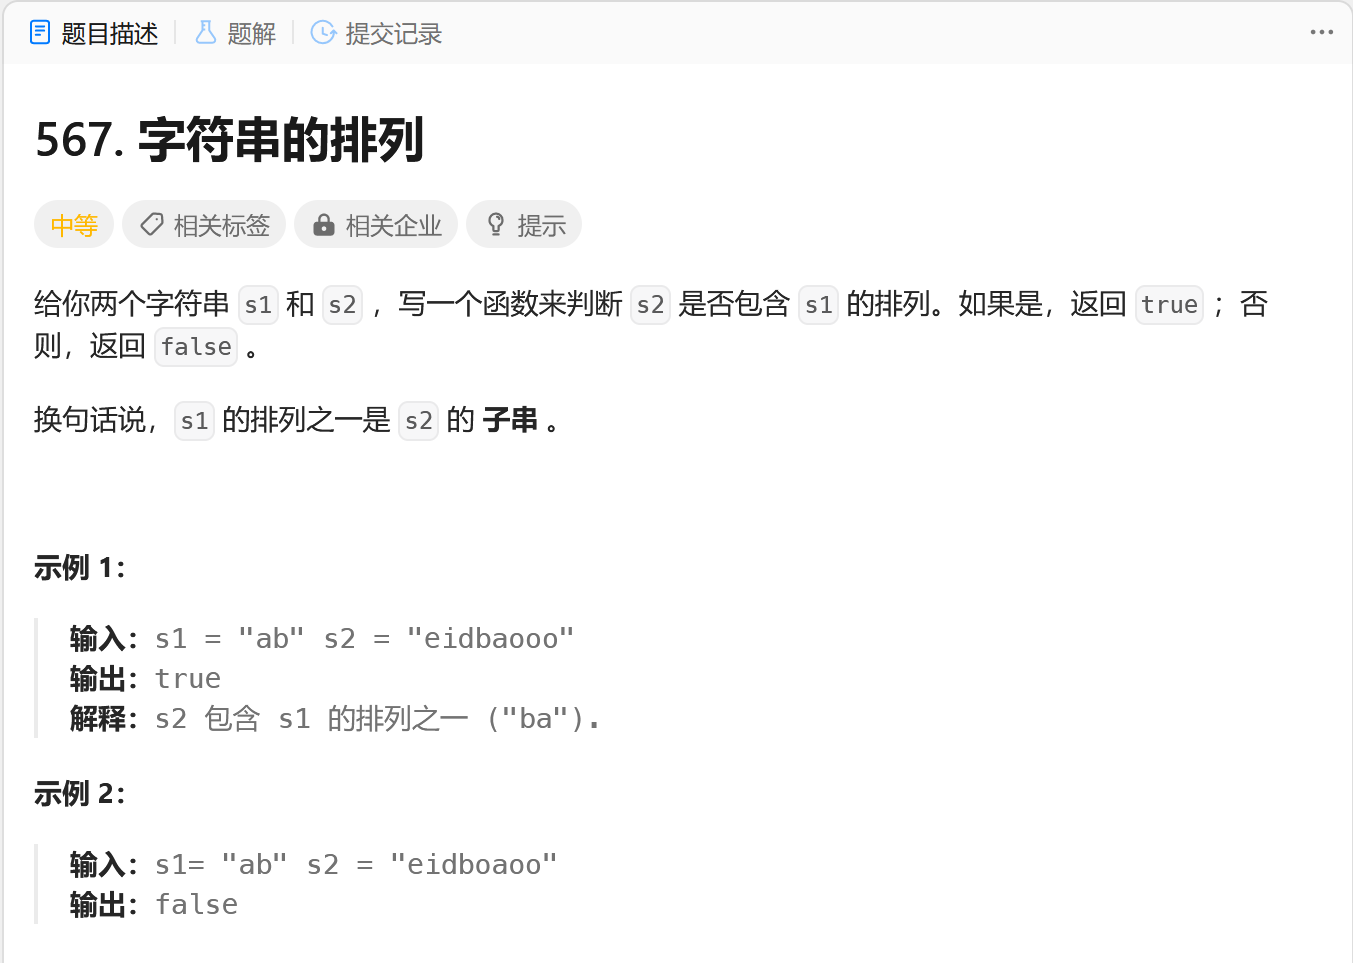 题目描述 题解 提交记录
567. 字符串的排列
中等 相关标签 相关企业 提示
给你两个字符串 s1 和 s2 ，写一个函数来判断 s2 是否包含 s1 的排列。如果是，返回 true ；否
则，返回 false 。
换句话说，s1 的排列之一是 s2 的 子串 。
示例 1：
输入：s1 = "ab" s2 = "eidbaooo"
输出：true
解释：s2 包含 s1 的排列之一 ("ba").
示例 2：
输入：s1= "ab" s2 = "eidboaoo"
输出：false